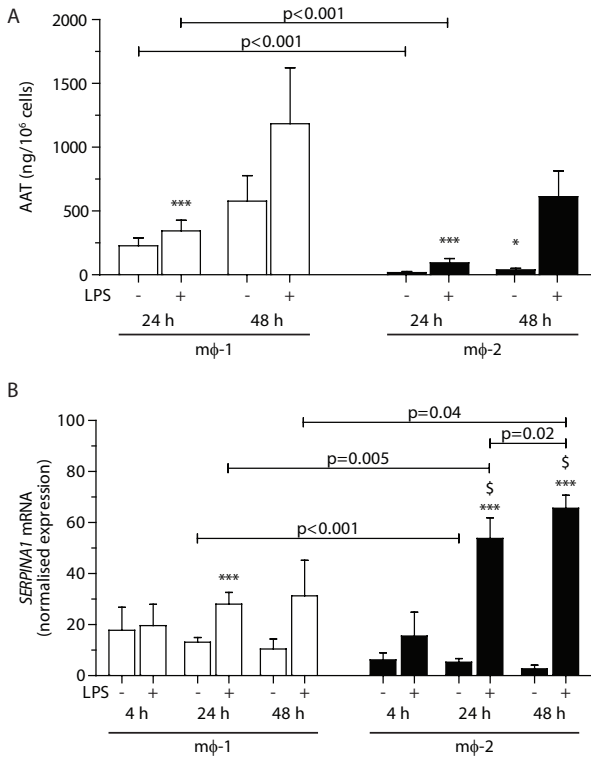 A
p<0.001
p<0.001
AAT (ng/10⁶ cells)
2000
1500
1000
500
0
***
***
*
LPS - + - + - + - +
24 h 48 h 24 h 48 h
mϕ-1 mϕ-2
B
SERPINA1 mRNA
(normalised expression)
100
80
60
40
20
0
p=0.04
p=0.02
p=0.005
p<0.001
$ $
*** *** ***
LPS - + - + - + - + - + - +
4 h 24 h 48 h 4 h 24 h 48 h
mϕ-1 mϕ-2